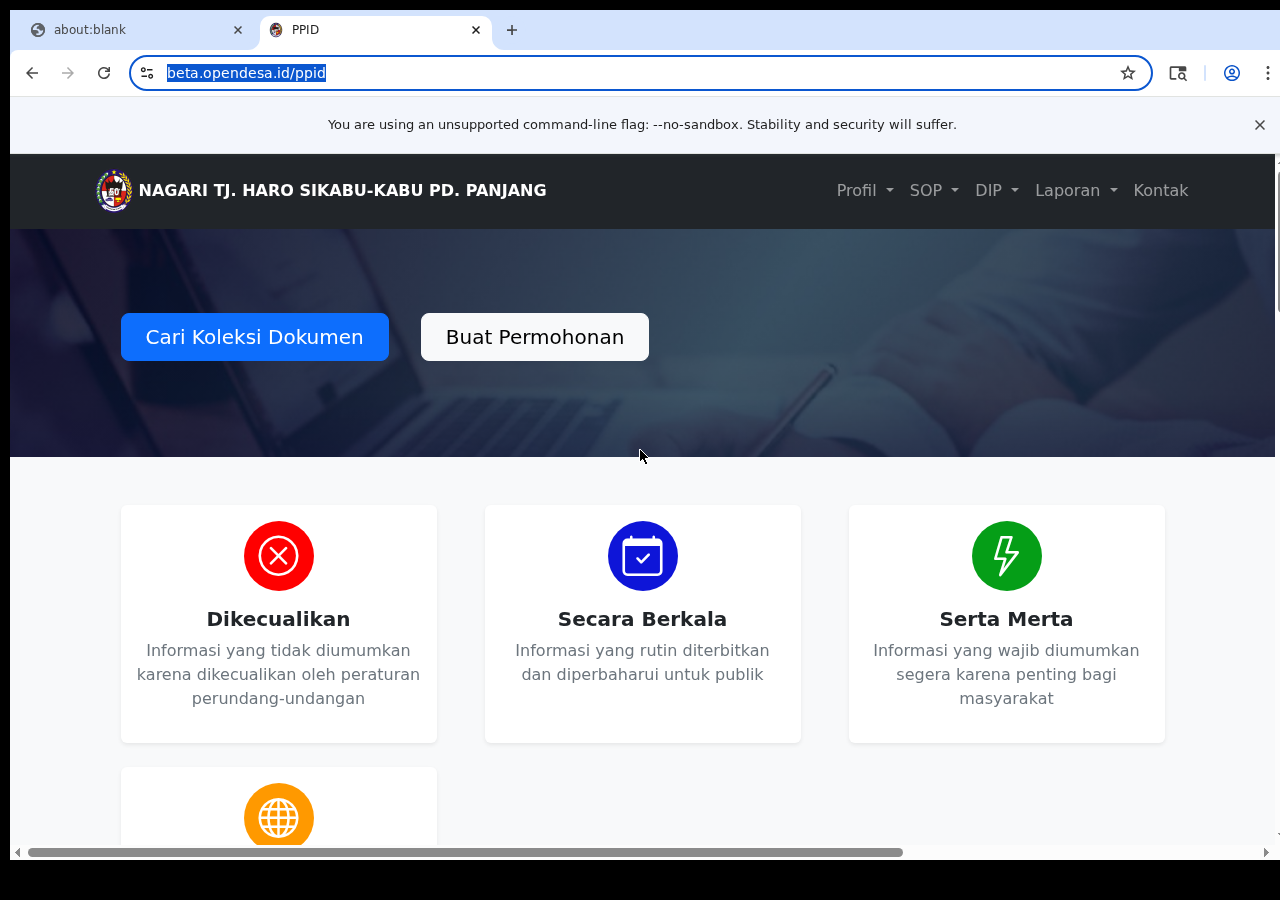 about:blank
PPID
beta.opendesa.id/ppid
You are using an unsupported command-line flag: --no-sandbox. Stability and security will suffer.
NAGARI TJ. HARO SIKABU-KABU PD. PANJANG
Profil SOP DIP Laporan Kontak
Cari Koleksi Dokumen
Buat Permohonan
Dikecualikan
Informasi yang tidak diumumkan
karena dikecualikan oleh peraturan
perundang-undangan
Secara Berkala
Informasi yang rutin diterbitkan
dan diperbaharui untuk publik
Serta Merta
Informasi yang wajib diumumkan
segera karena penting bagi
masyarakat